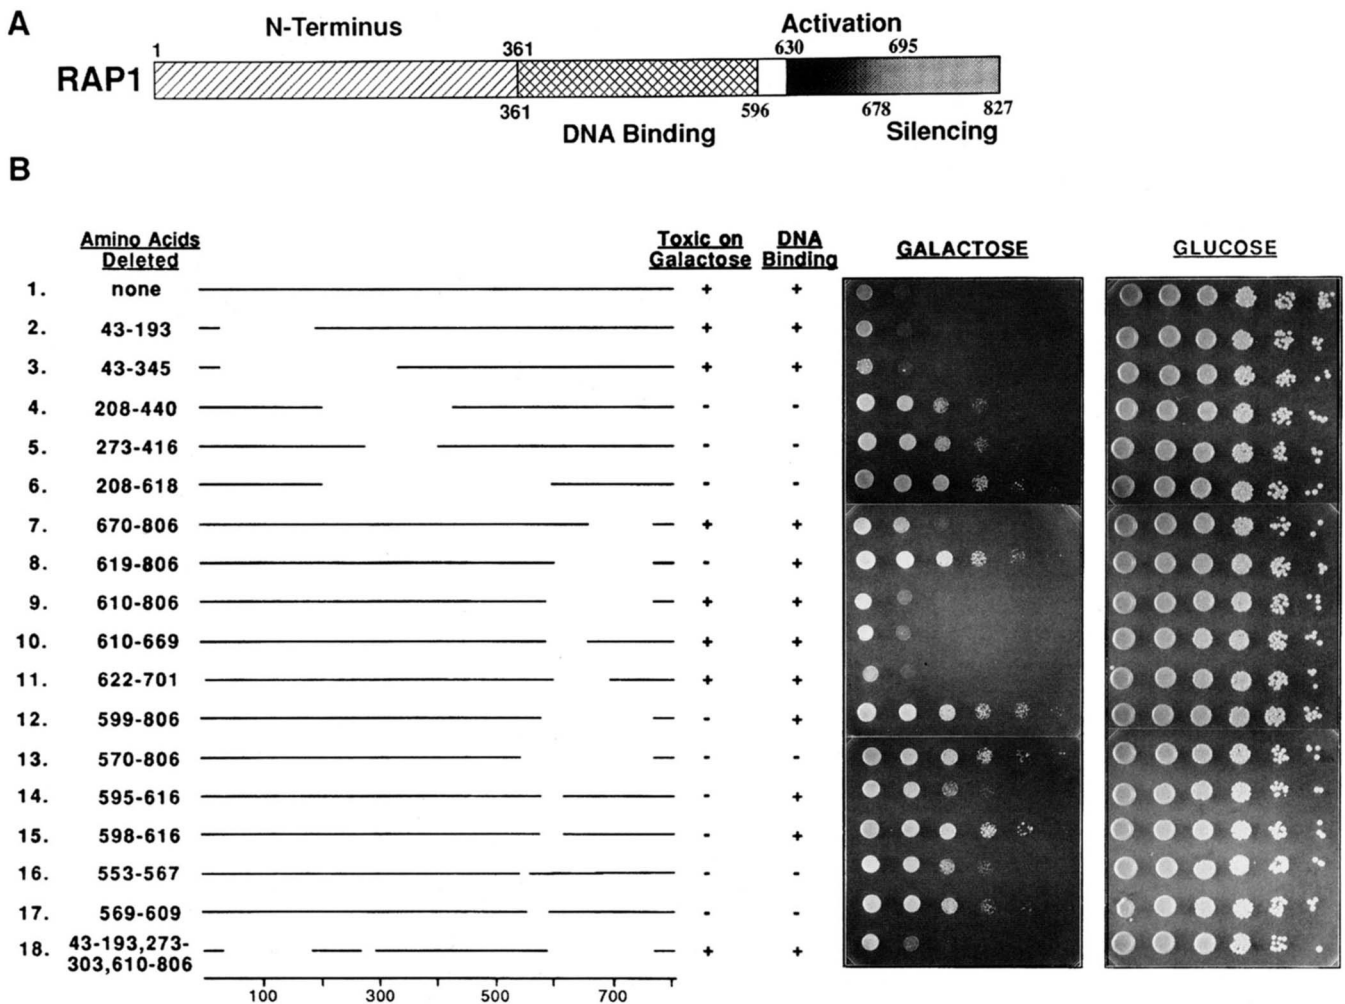 A
N-Terminus
Activation
1
361
630
695
RAP1
361
596
678
827
DNA Binding
Silencing
B
Amino Acids Deleted
Toxic on Galactose
DNA Binding
GALACTOSE
GLUCOSE
1. none + +
2. 43-193 + +
3. 43-345 + +
4. 208-440 - -
5. 273-416 - -
6. 208-618 - -
7. 670-806 + +
8. 619-806 - +
9. 610-806 + +
10. 610-669 + +
11. 622-701 + +
12. 599-806 - +
13. 570-806 - -
14. 595-616 - +
15. 598-616 - +
16. 553-567 - -
17. 569-609 - -
18. 43-193,273-303,610-806 + +
100 300 500 700